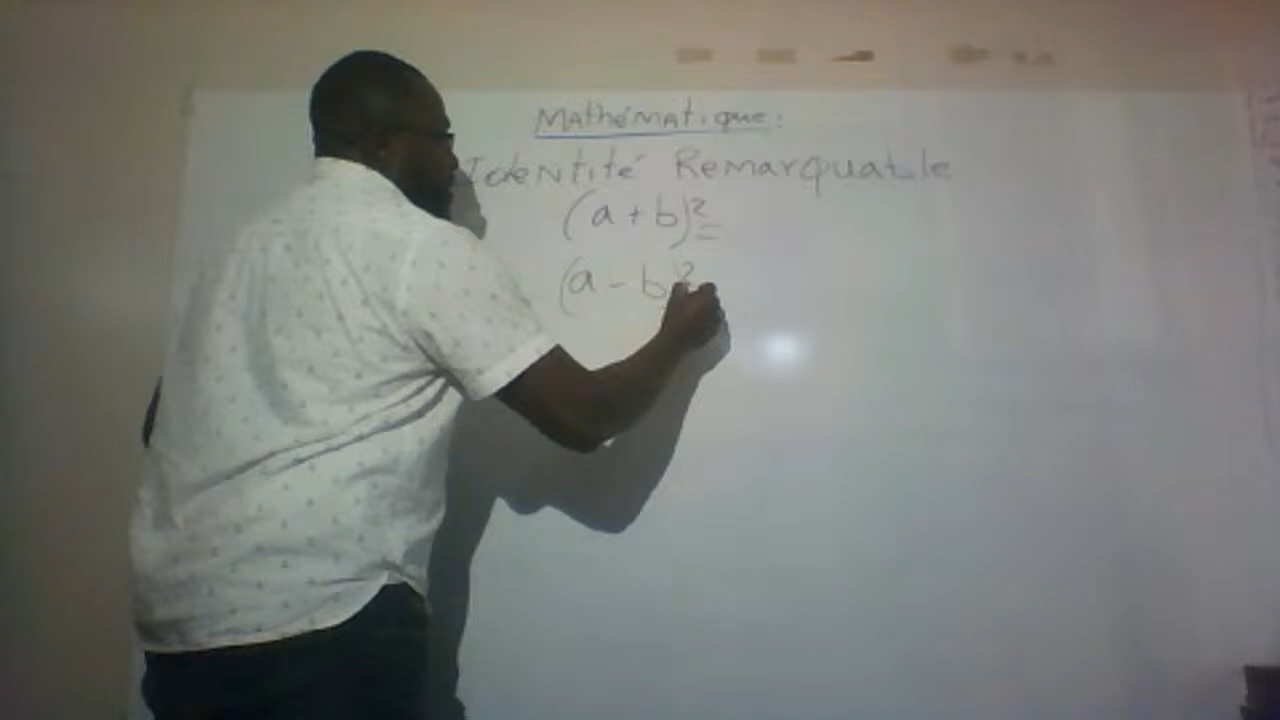 Mathématique:
Identité Remarquable
(a + b)²=
(a - b)²